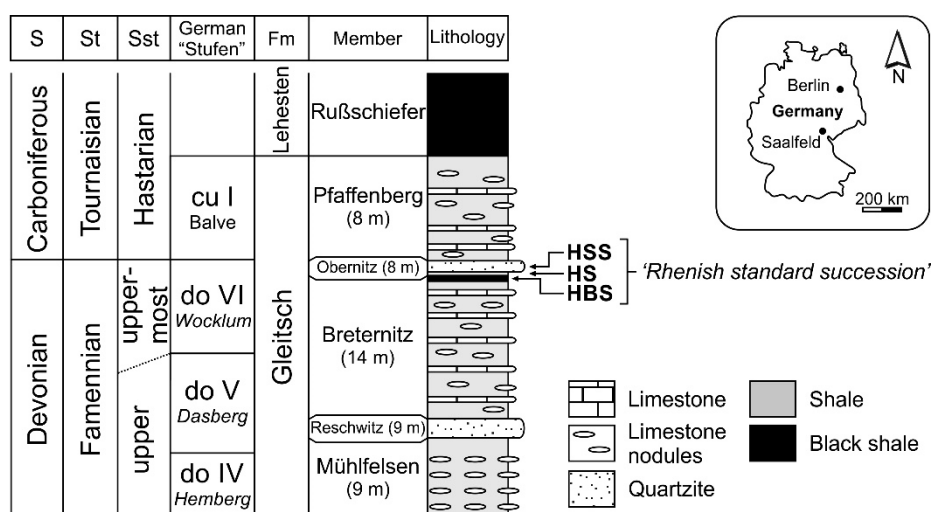 S
St
Sst
German
“Stufen”
Fm
Member
Lithology
Carboniferous
Devonian
Tournaisian
Famennian
Hastarian
upper-
most
upper
cu I
Balve
do VI
Wocklum
do V
Dasberg
do IV
Hemberg
Lehesten
Gleitsch
Rußschiefer
Pfaffenberg
(8 m)
Obernitz (8 m)
Breternitz
(14 m)
Reschwitz (9 m)
Mühlfelsen
(9 m)
HSS
HS
HBS
‘Rhenish standard succession’
Berlin
Germany
Saalfeld
N
200 km
Limestone
Limestone
nodules
Quartzite
Shale
Black shale